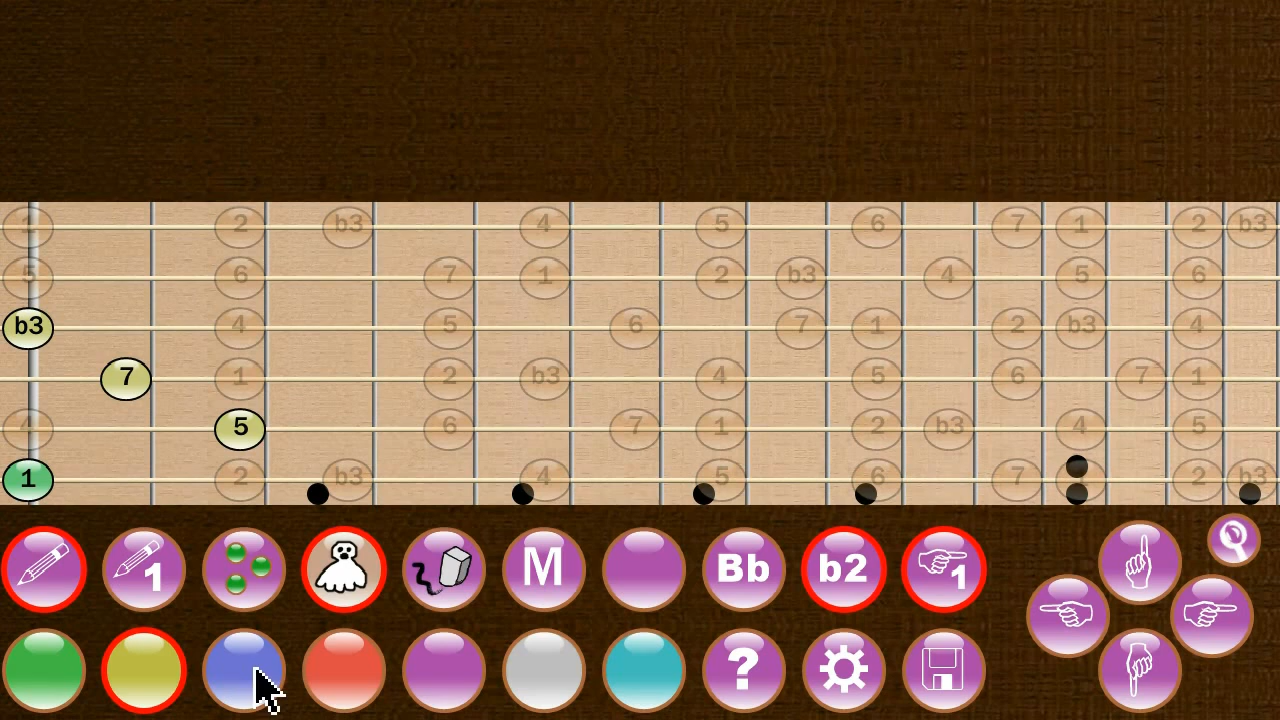 1 2 b3 4 5 6 7 1 2 b3
5 6 7 1 2 b3 4 5 6
b3 4 5 6 7 1 2 b3 4
7 1 2 b3 4 5 6 7 1
4 5 6 7 1 2 b3 4 5
1 2 b3 4 5 6 7 2 b3
1 M Bb b2 1
?